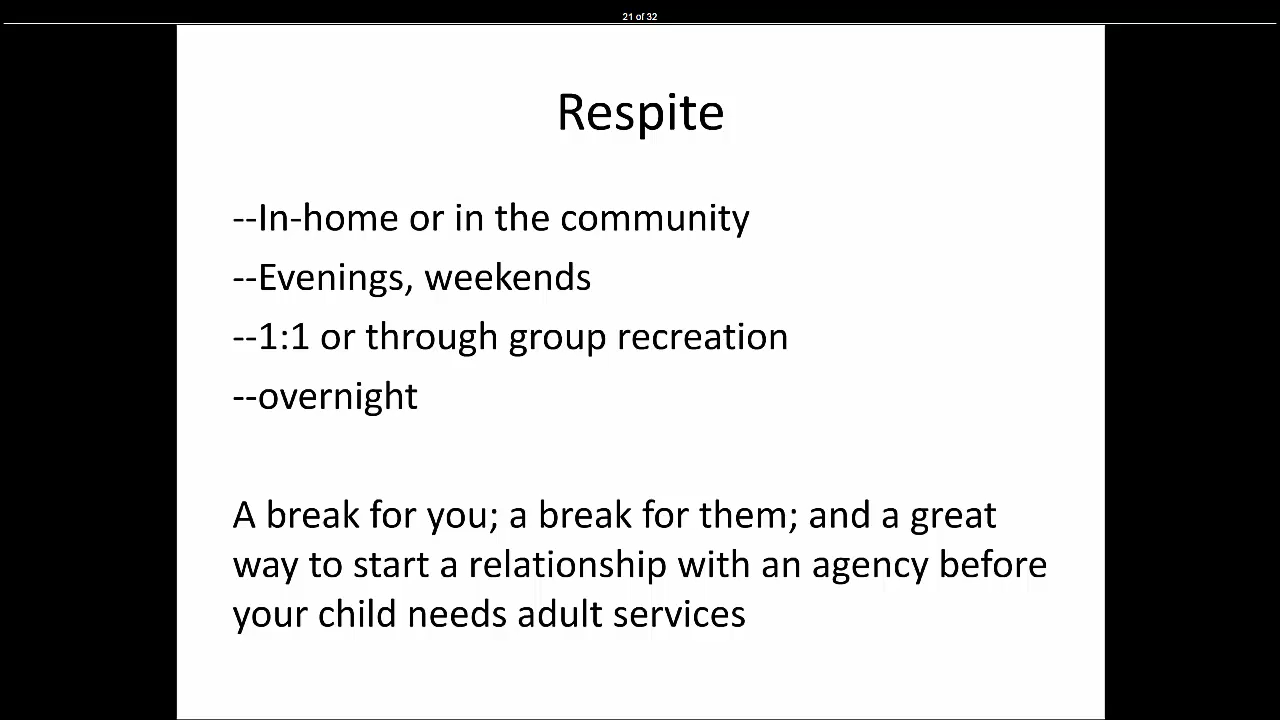 21 of 32
Respite
--In-home or in the community
--Evenings, weekends
--1:1 or through group recreation
--overnight
A break for you; a break for them; and a great
way to start a relationship with an agency before
your child needs adult services